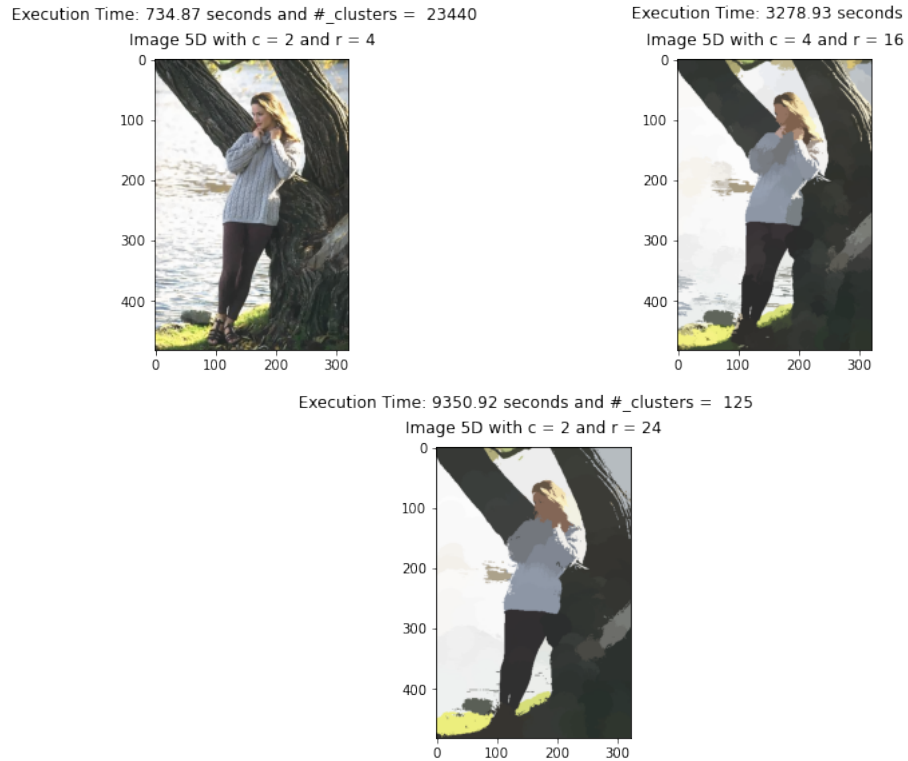 Execution Time: 734.87 seconds and #_clusters = 23440
Image 5D with c = 2 and r = 4
0
100
200
300
400
0 100 200 300
Execution Time: 3278.93 seconds
Image 5D with c = 4 and r = 16
0
100
200
300
400
0 100 200 300
Execution Time: 9350.92 seconds and #_clusters = 125
Image 5D with c = 2 and r = 24
0
100
200
300
400
0 100 200 300